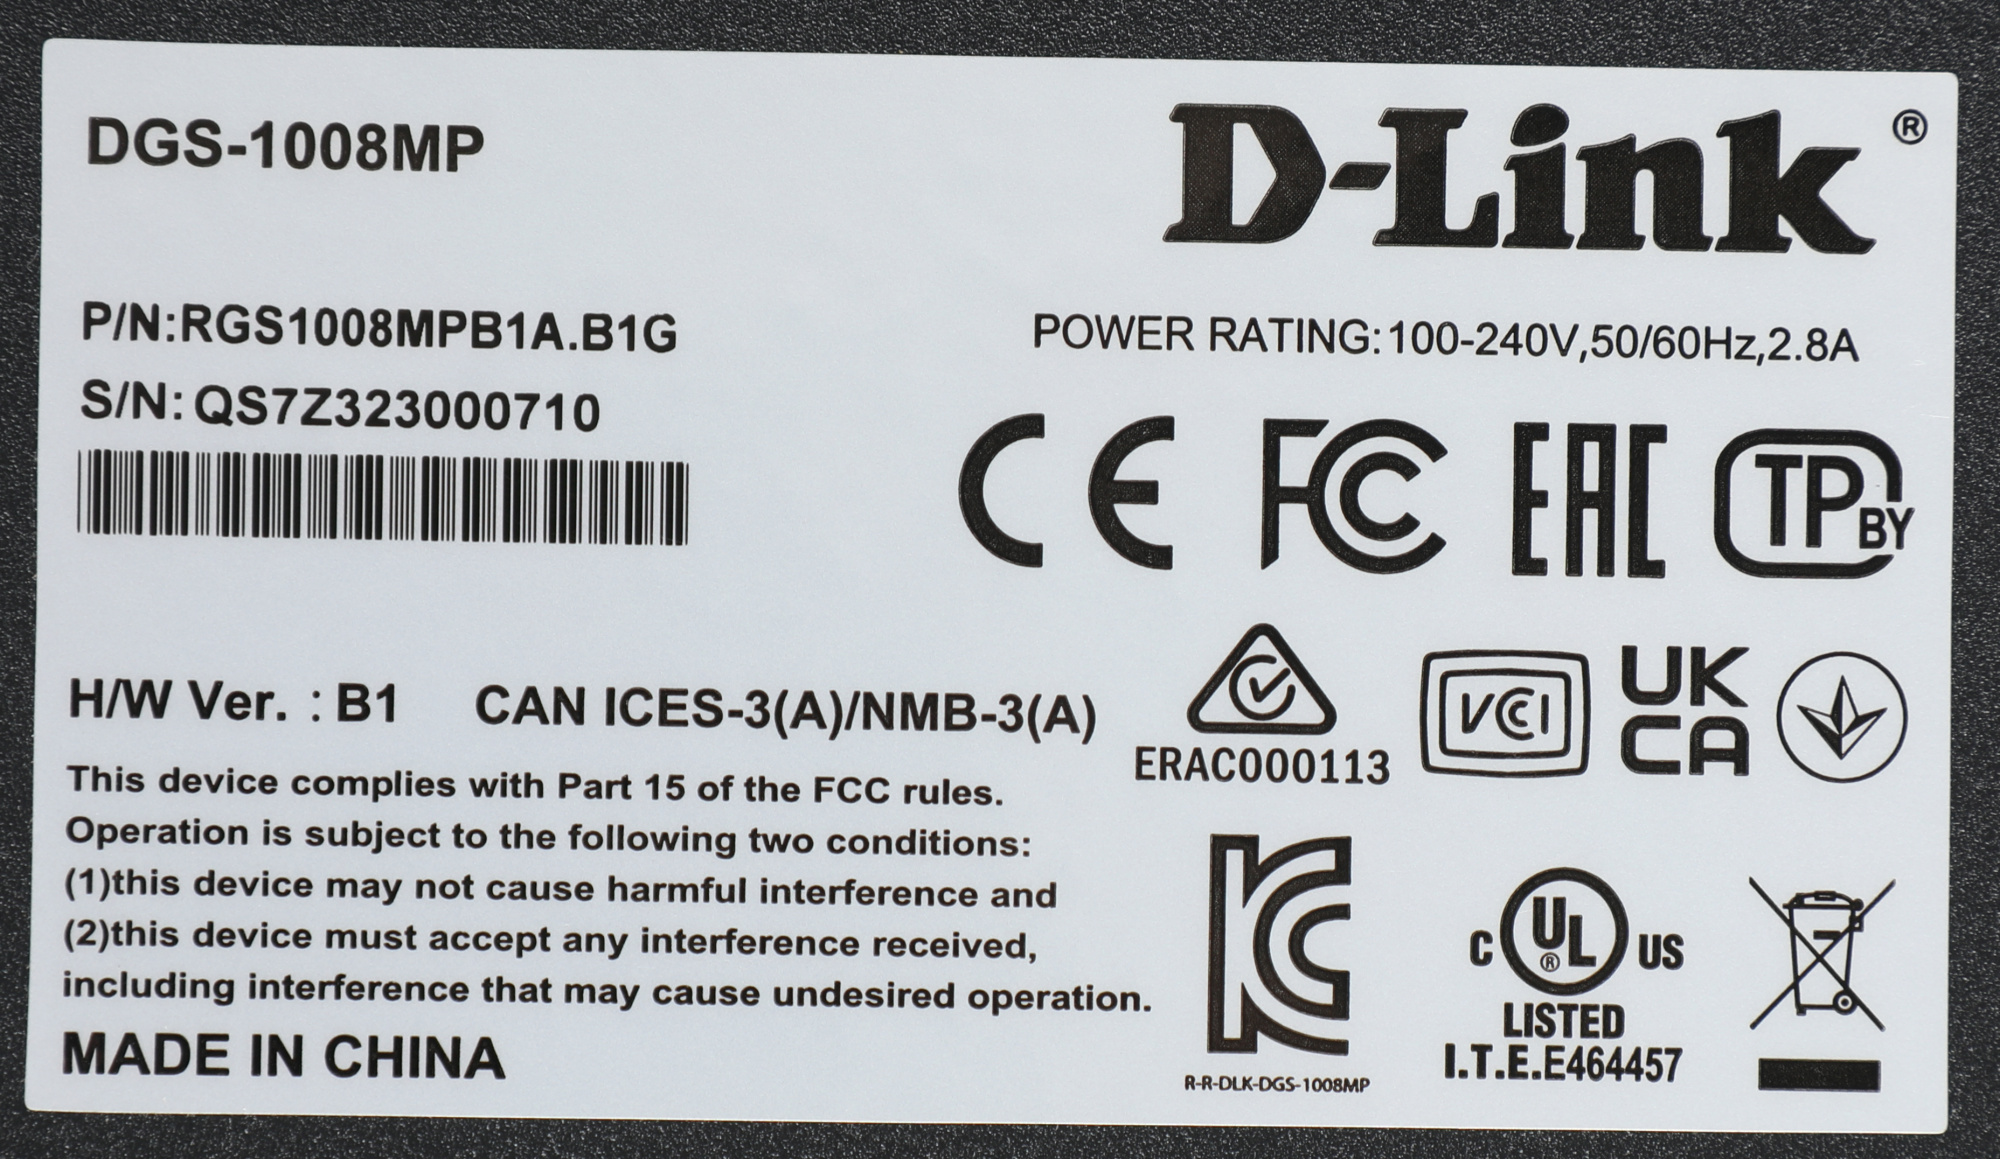 DGS-1008MP
D-Link®
P/N:RGS1008MPB1A.B1G
S/N: QS7Z323000710
POWER RATING:100-240V,50/60Hz,2.8A
CE FC EAC TP BY
H/W Ver. : B1 CAN ICES-3(A)/NMB-3(A)
ERAC000113
VCCI
UK
CA
This device complies with Part 15 of the FCC rules.
Operation is subject to the following two conditions:
(1)this device may not cause harmful interference and
(2)this device must accept any interference received,
including interference that may cause undesired operation.
MADE IN CHINA
KC
R-R-DLK-DGS-1008MP
C UL® US
LISTED
I.T.E.E464457